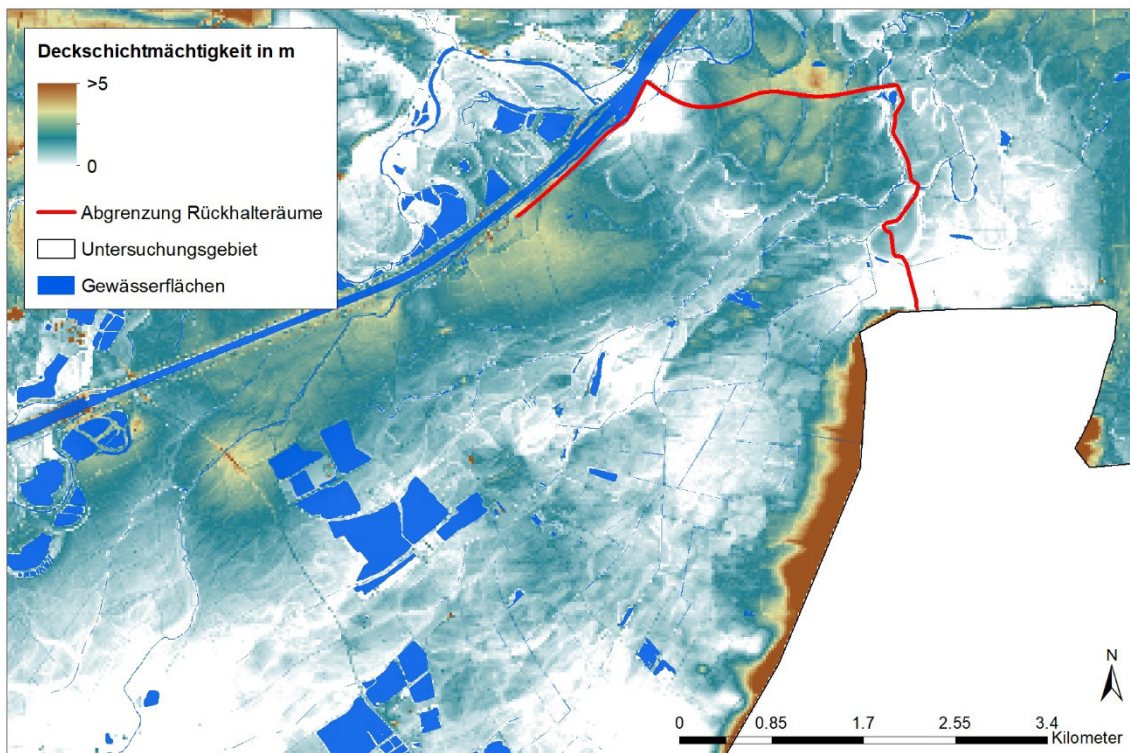 Deckschichtmächtigkeit in m
>5
0
Abgrenzung Rückhalteräume
Untersuchungsgebiet
Gewässerflächen
N
0 0.85 1.7 2.55 3.4
Kilometer